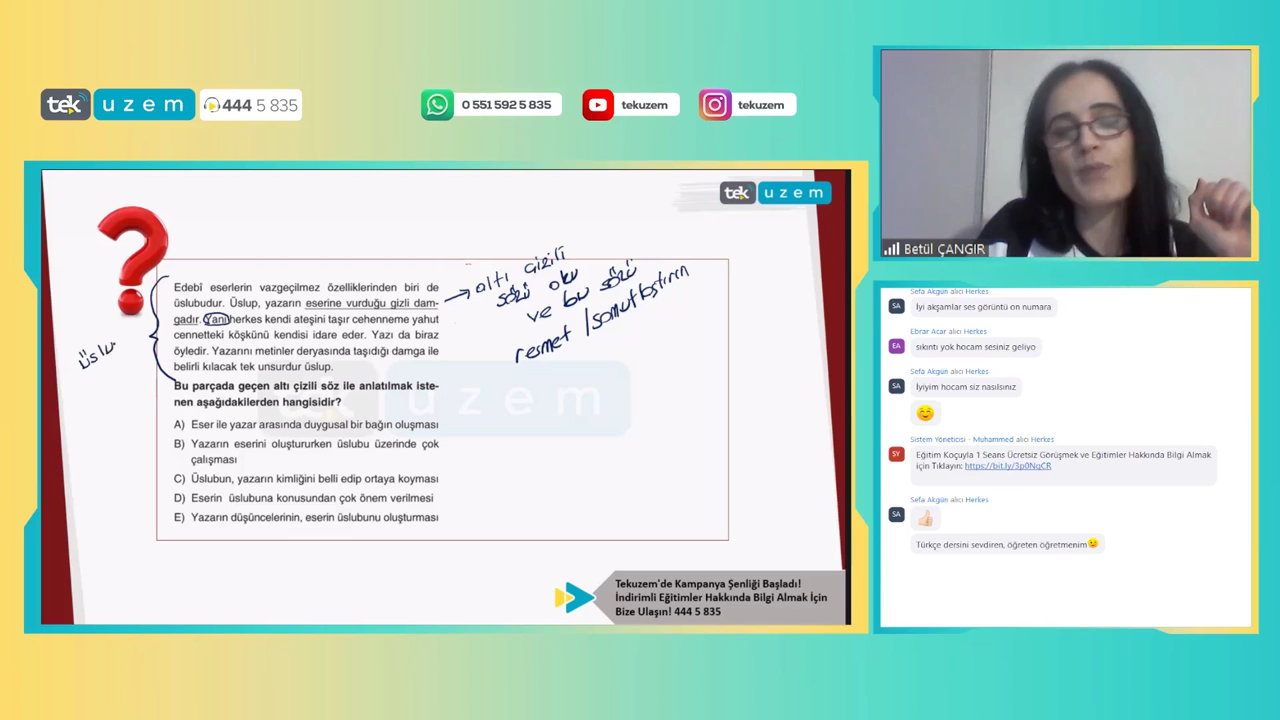 tek uzem 444 5 835
0 551 592 5 835
tekuzem
tekuzem
tek uzem
Edebî eserlerin vazgeçilmez özelliklerinden biri de
üslubudur. Üslup, yazarın eserine vurduğu gizli dam-
gadır. Yani herkes kendi ateşini taşır cehenneme yahut
cennetteki köşkünü kendisi idare eder. Yazı da biraz
öyledir. Yazarını metinler deryasında taşıdığı damga ile
belirli kılacak tek unsurdur üslup.
Bu parçada geçen altı çizili söz ile anlatılmak iste-
nen aşağıdakilerden hangisidir?
A) Eser ile yazar arasında duygusal bir bağın oluşması
B) Yazarın eserini oluştururken üslubu üzerinde çok
çalışması
C) Üslubun, yazarın kimliğini belli edip ortaya koyması
D) Eserin üslubuna konusundan çok önem verilmesi
E) Yazarın düşüncelerinin, eserin üslubunu oluşturması
üslu
altı çizili
sözü oku
ve bu sözü
resmet / somutlaştırın
tek uzem
Tekuzem'de Kampanya Şenliği Başladı!
İndirimli Eğitimler Hakkında Bilgi Almak İçin
Bize Ulaşın! 444 5 835
Betül ÇANGIR
Sefa Akgün alıcı Herkes
SA
İyi akşamlar ses görüntü on numara
Ebrar Acar alıcı Herkes
EA
sıkıntı yok hocam sesiniz geliyo
Sefa Akgün alıcı Herkes
SA
İyiyim hocam siz nasılsınız
Sistem Yöneticisi - Muhammed alıcı Herkes
SY
Eğitim Koçuyla 1 Seans Ücretsiz Görüşmek ve Eğitimler Hakkında Bilgi Almak
için Tıklayın: https://bit.ly/3p0NqCR
Sefa Akgün alıcı Herkes
SA
Türkçe dersini sevdiren, öğreten öğretmenim